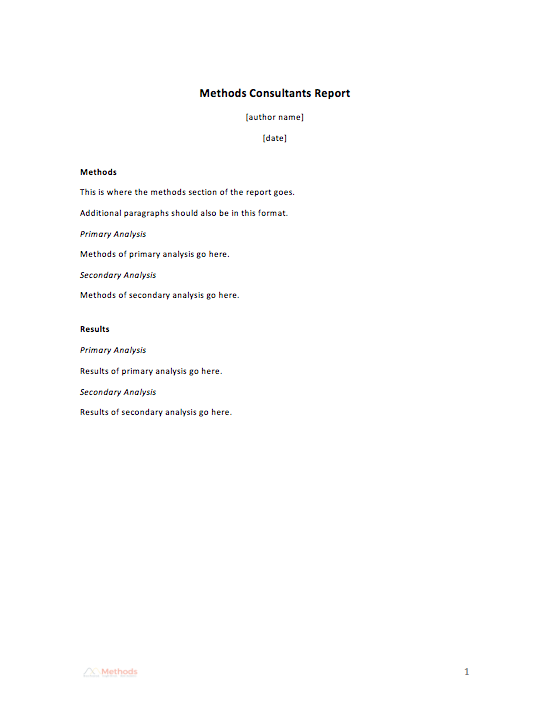 Methods Consultants Report
[author name]
[date]
Methods
This is where the methods section of the report goes.
Additional paragraphs should also be in this format.
Primary Analysis
Methods of primary analysis go here.
Secondary Analysis
Methods of secondary analysis go here.
Results
Primary Analysis
Results of primary analysis go here.
Secondary Analysis
Results of secondary analysis go here.
Methods
1